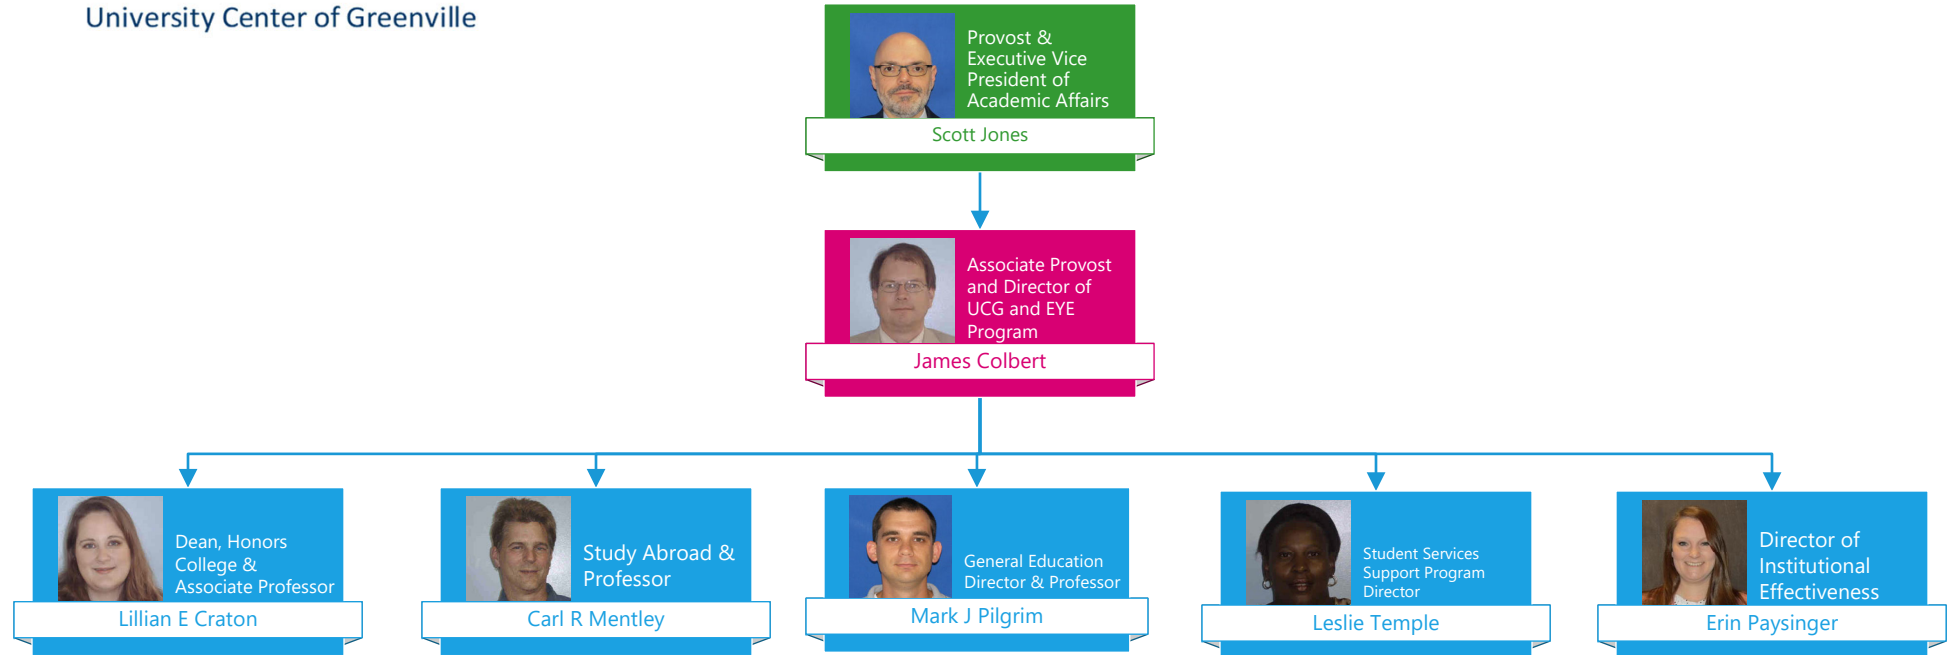 University Center of Greenville
Provost &
Executive Vice
President of
Academic Affairs
Scott Jones
Associate Provost
and Director of
UCG and EYE
Program
James Colbert
Dean, Honors
College &
Associate Professor
Lillian E Craton
Study Abroad &
Professor
Carl R Mentley
General Education
Director & Professor
Mark J Pilgrim
Student Services
Support Program
Director
Leslie Temple
Director of
Institutional
Effectiveness
Erin Paysinger